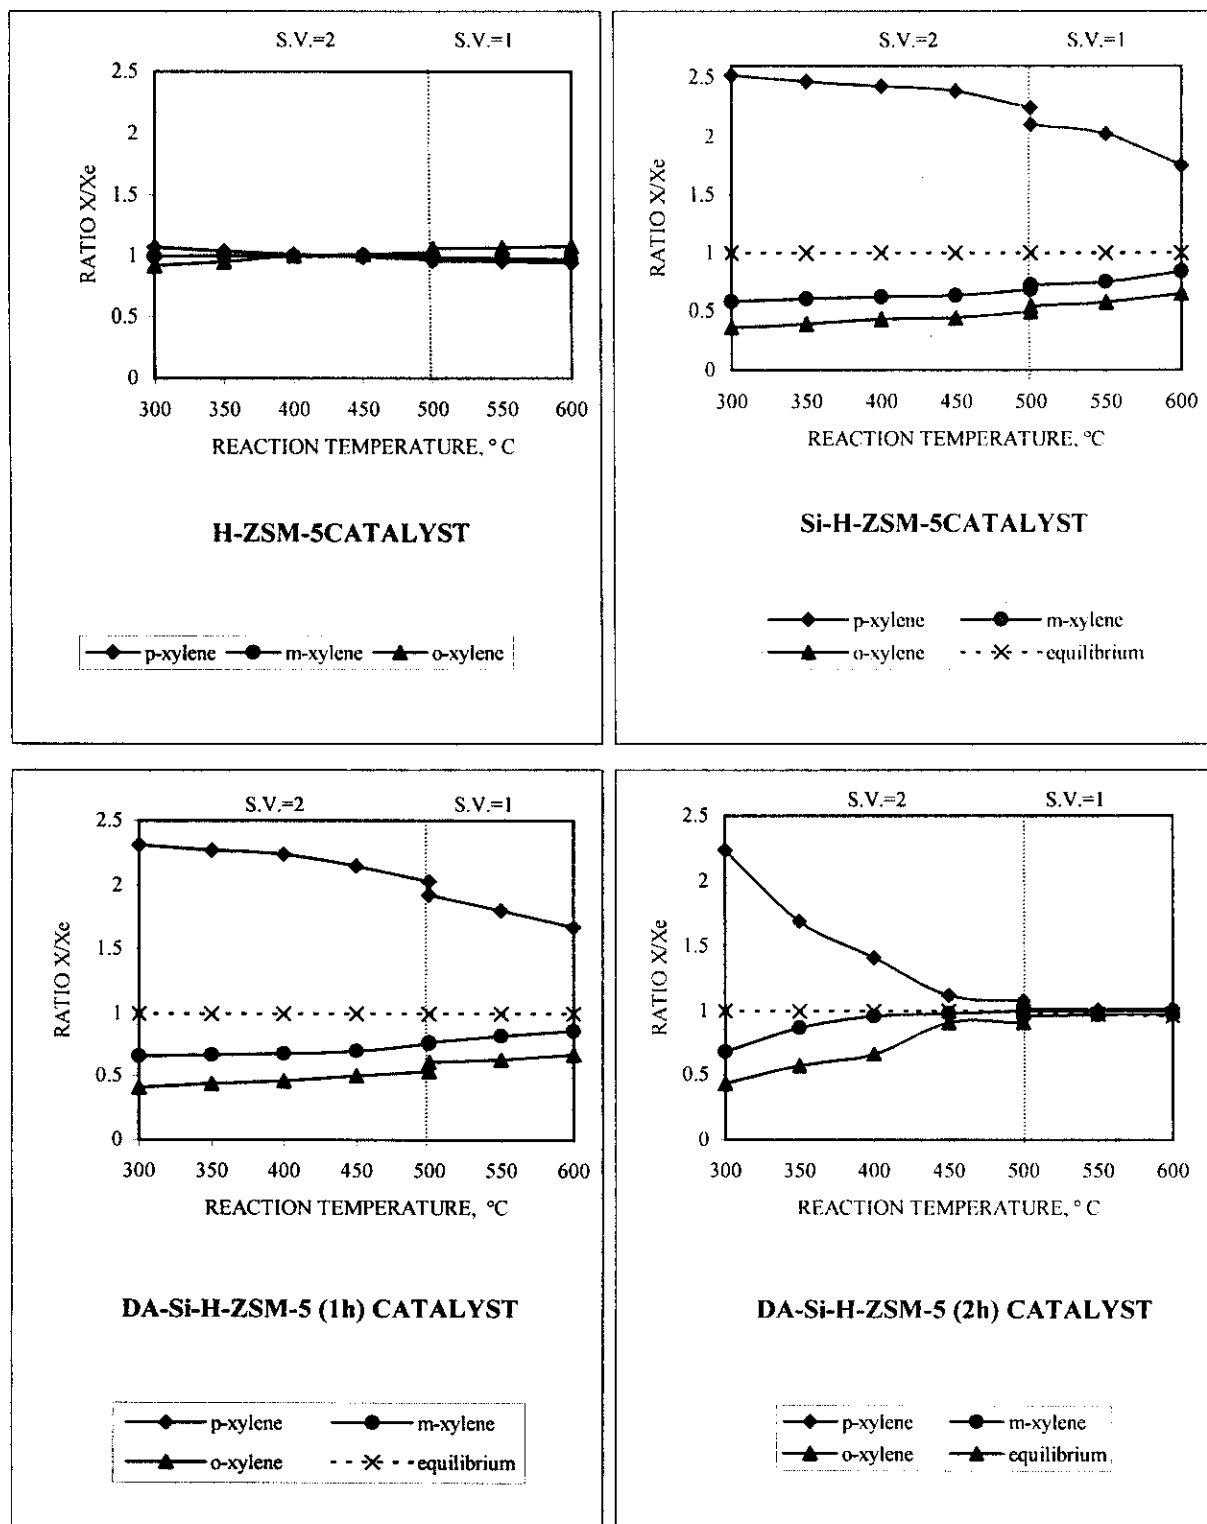 S.V.=2 S.V.=1
2.5
2
1.5
1
0.5
0
RATIO X/Xe
300 350 400 450 500 550 600
REACTION TEMPERATURE, ° C
H-ZSM-5CATALYST
p-xylene m-xylene o-xylene
S.V.=2 S.V.=1
2.5
2
1.5
1
0.5
0
RATIO X/Xe
300 350 400 450 500 550 600
REACTION TEMPERATURE, °C
Si-H-ZSM-5CATALYST
p-xylene m-xylene
o-xylene equilibrium
S.V.=2 S.V.=1
2.5
2
1.5
1
0.5
0
RATIO X/Xe
300 350 400 450 500 550 600
REACTION TEMPERATURE, °C
DA-Si-H-ZSM-5 (1h) CATALYST
p-xylene m-xylene
o-xylene equilibrium
S.V.=2 S.V.=1
2.5
2
1.5
1
0.5
0
RATIO X/Xe
300 350 400 450 500 550 600
REACTION TEMPERATURE, ° C
DA-Si-H-ZSM-5 (2h) CATALYST
p-xylene m-xylene
o-xylene equilibrium